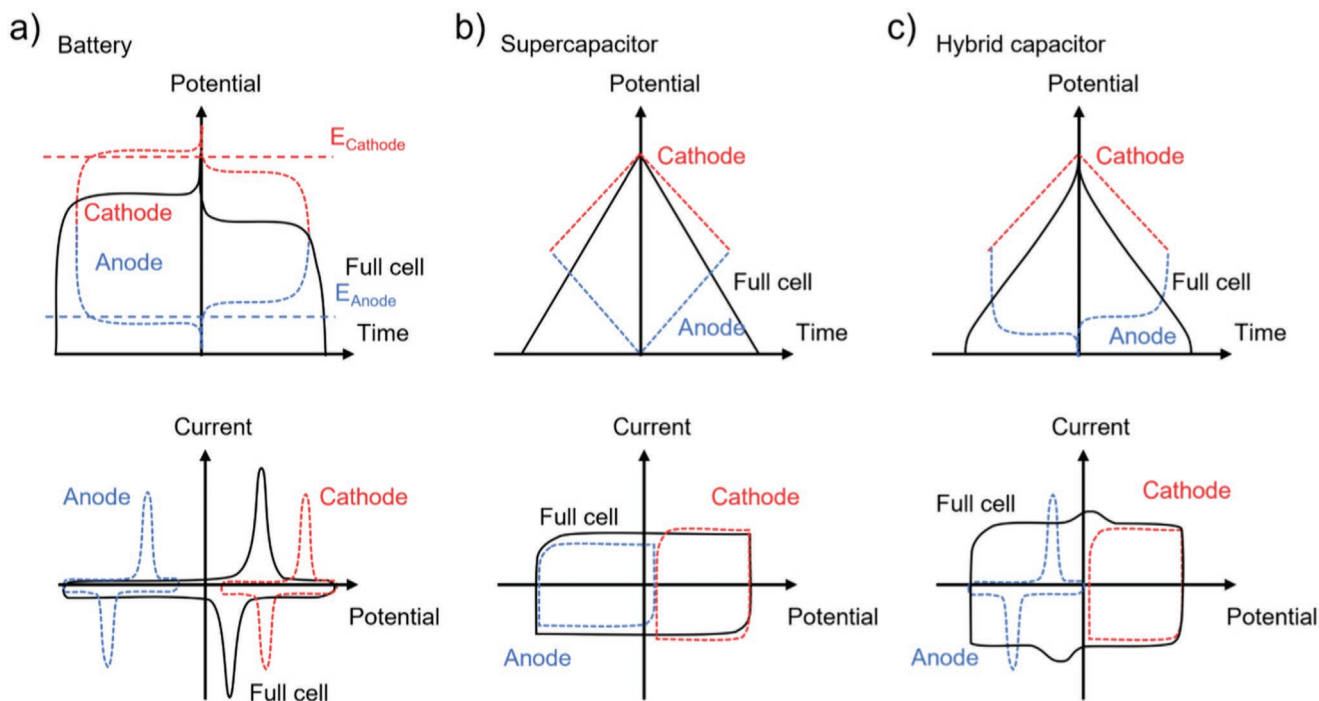 a)
Battery
Potential
E_Cathode
Cathode
Anode
Full cell
E_Anode
Time
Current
Anode
Cathode
Potential
Full cell
b)
Supercapacitor
Potential
Cathode
Full cell
Anode
Time
Current
Cathode
Full cell
Potential
Anode
c)
Hybrid capacitor
Potential
Cathode
Full cell
Anode
Time
Current
Cathode
Full cell
Potential
Anode